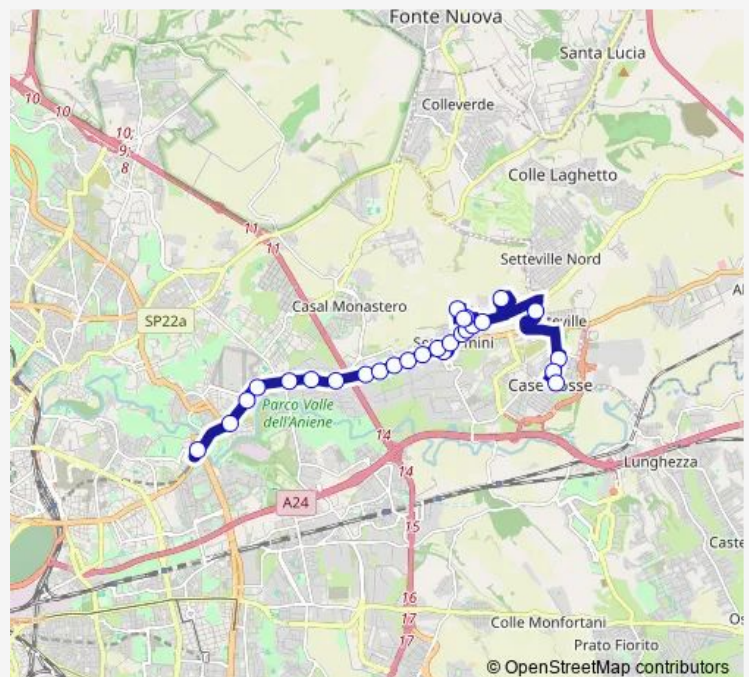 Fonte Nuova
Santa Lucia
Colleverde
10
10
10;
9;
8
Colle Laghetto
11
11
Setteville Nord
Casal Monastero
SP22a
Case Rosse
Parco Valle
dell'Aniene
14
14
Lunghezza
A24
15
16
17
17
Colle Monfortani
Prato Fiorito
© OpenStreetMap contributors